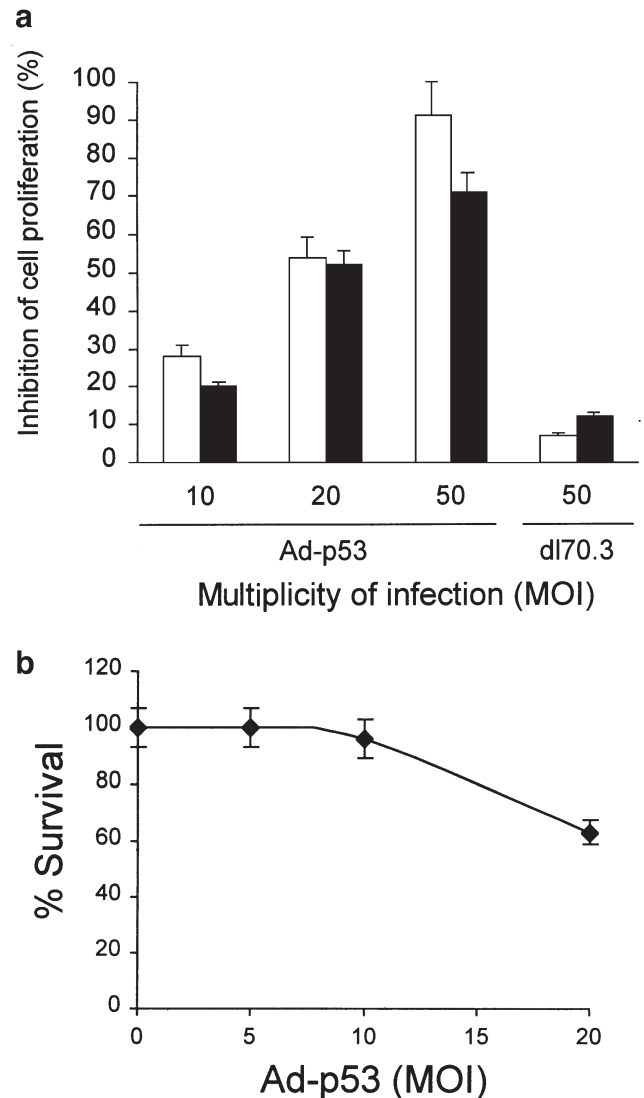 a
Inhibition of cell proliferation (%)
100
90
80
70
60
50
40
30
20
10
0
10 20 50 50
Ad-p53 dl70.3
Multiplicity of infection (MOI)
b
% Survival
120
100
80
60
40
20
0
0 5 10 15 20
Ad-p53 (MOI)